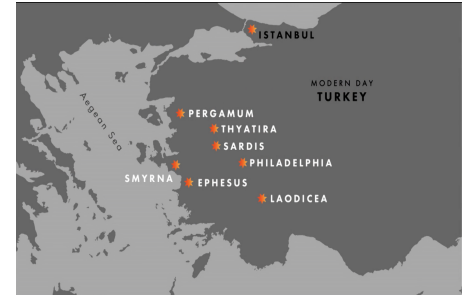 ISTANBUL
MODERN DAY
TURKEY
Aegean Sea
PERGAMUM
THYATIRA
SARDIS
PHILADELPHIA
SMYRNA
EPHESUS
LAODICEA